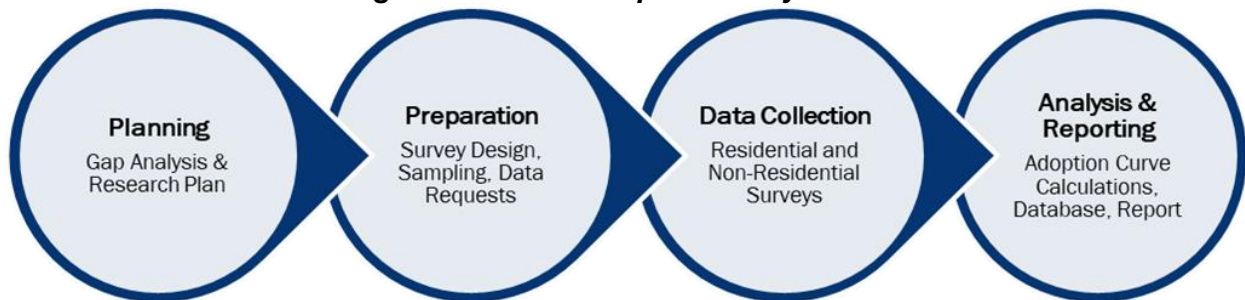 Planning
Gap Analysis &
Research Plan
Preparation
Survey Design,
Sampling, Data
Requests
Data Collection
Residential and
Non-Residential
Surveys
Analysis &
Reporting
Adoption Curve
Calculations,
Database, Report